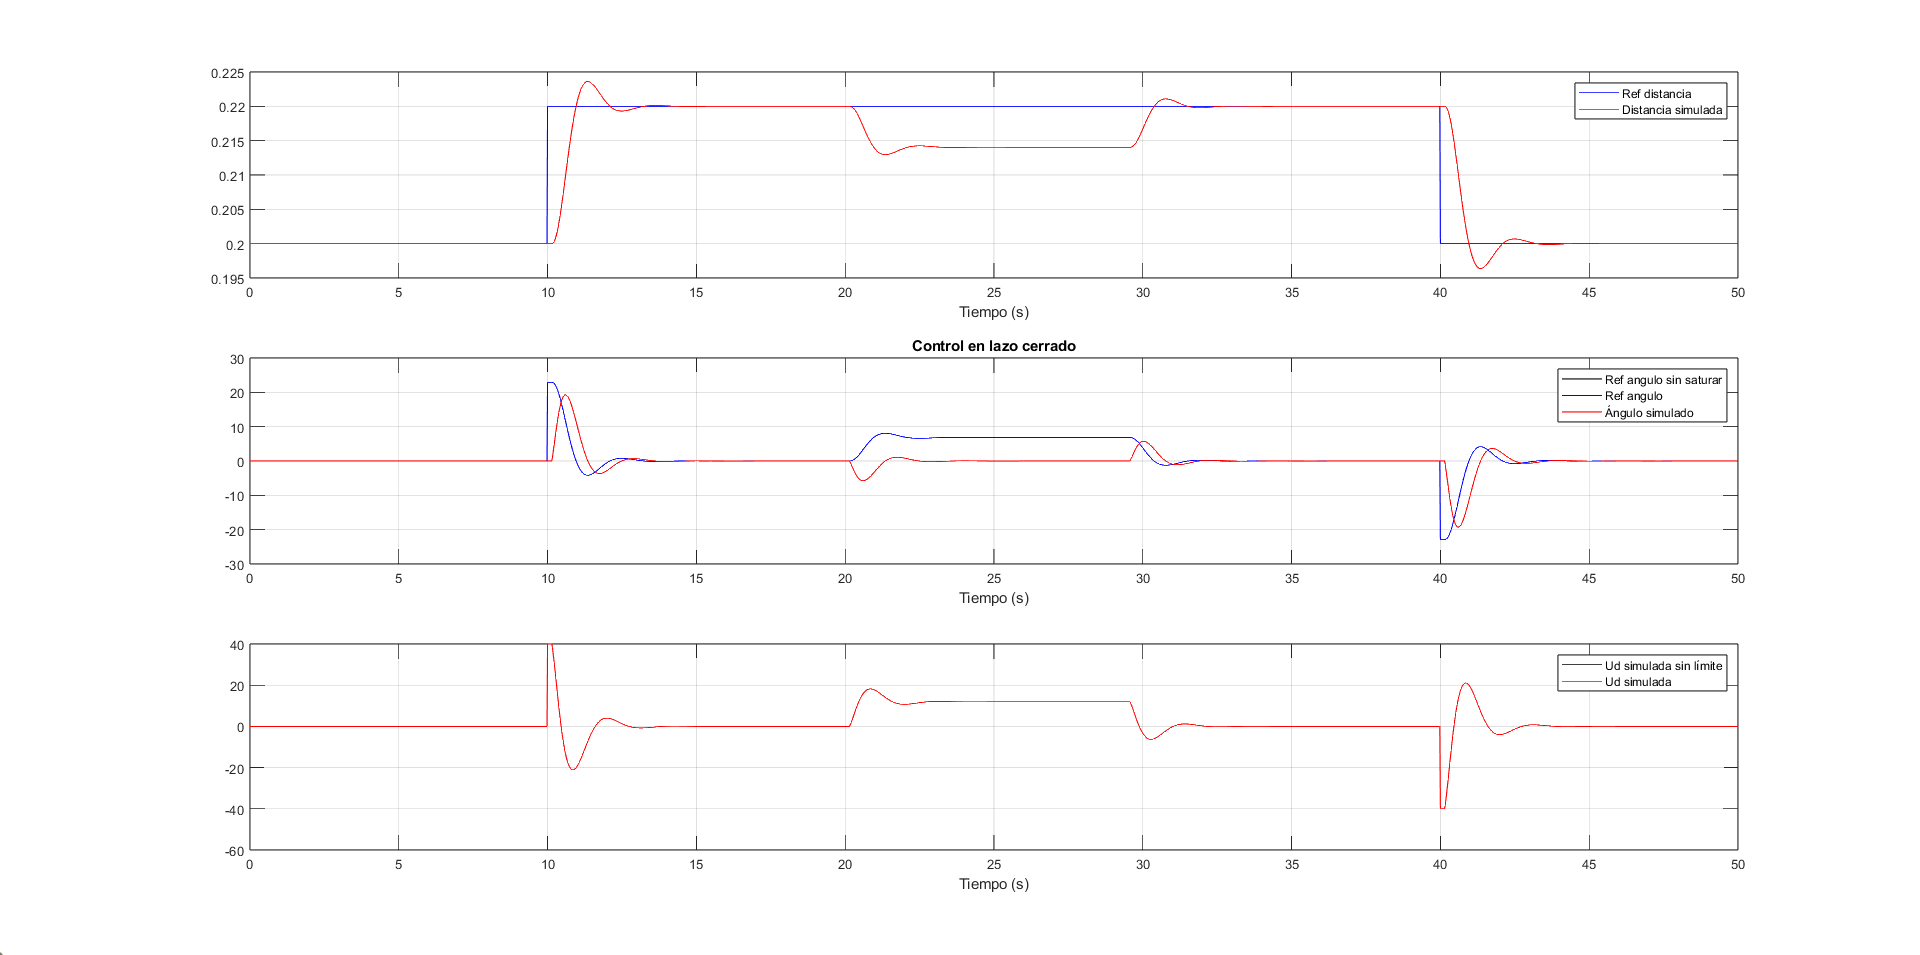 0.225
0.22
0.215
0.21
0.205
0.2
0.195
Ref distancia
Distancia simulada
0 5 10 15 20 25 30 35 40 45 50
Tiempo (s)
Control en lazo cerrado
30
20
10
0
-10
-20
-30
Ref angulo sin saturar
Ref angulo
Ángulo simulado
0 5 10 15 20 25 30 35 40 45 50
Tiempo (s)
40
20
0
-20
-40
-60
Ud simulada sin límite
Ud simulada
0 5 10 15 20 25 30 35 40 45 50
Tiempo (s)